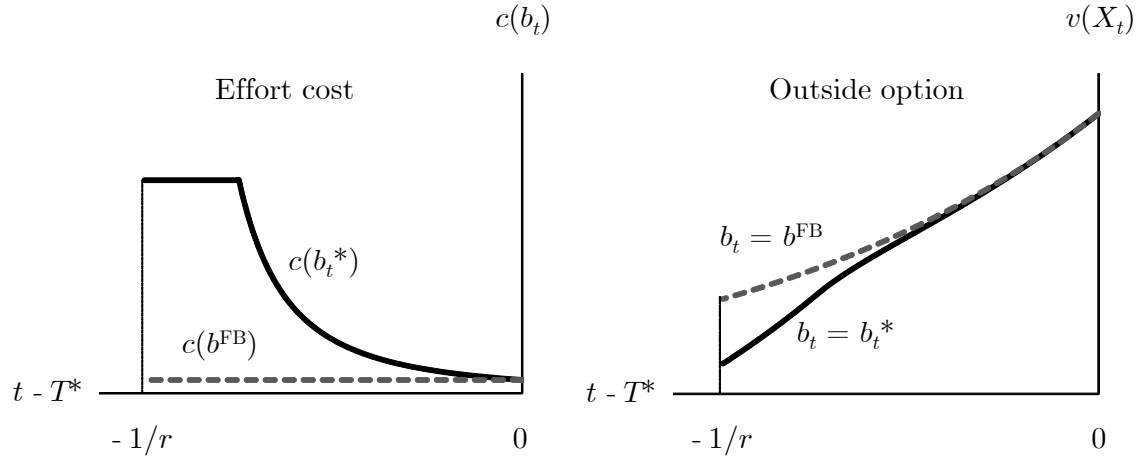 c(b_t)
Effort cost
c(b_t*)
c(b^FB)
t - T*
- 1/r
0
v(X_t)
Outside option
b_t = b^FB
b_t = b_t*
t - T*
- 1/r
0